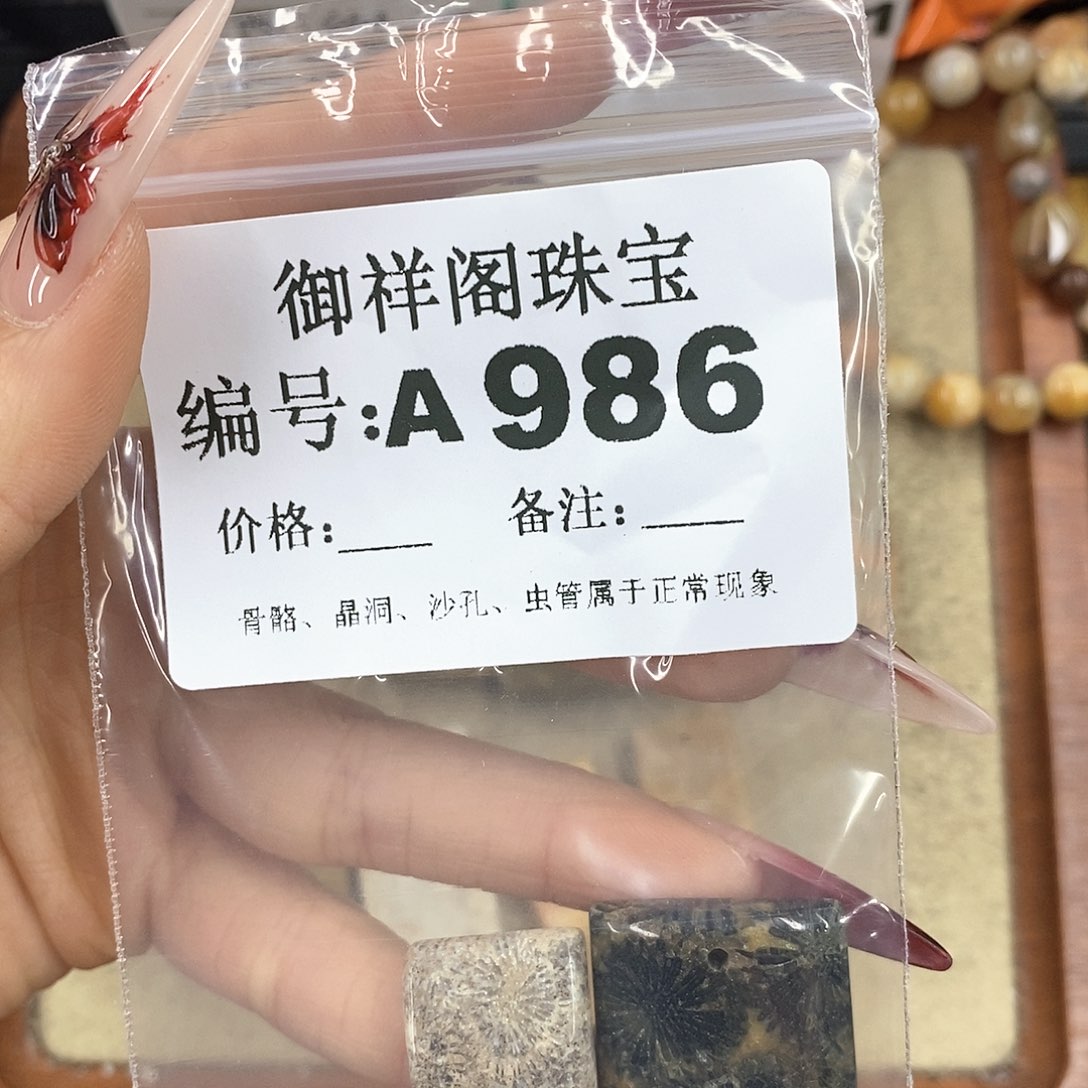 御祥阁珠宝
编号:A986
价格:____ 备注:____
骨骼、晶洞、沙孔、虫管属于正常现象